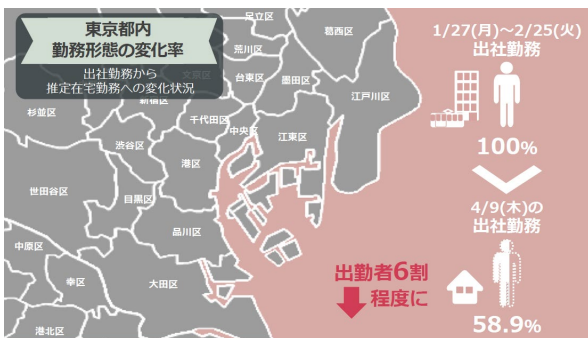 東京都内
勤務形態の変化率
出社勤務から
推定在宅勤務への変化状況
1/27(月)～2/25(火)
出社勤務
100%
4/9(木)の
出社勤務
58.9%
出勤者6割
程度に
足立区
葛西区
荒川区
文京区
台東区
墨田区
江戸川区
杉並区
新宿区
千代田区
中央区
江東区
渋谷区
港区
世田谷区
目黒区
品川区
中原区
幸区
大田区
港北区